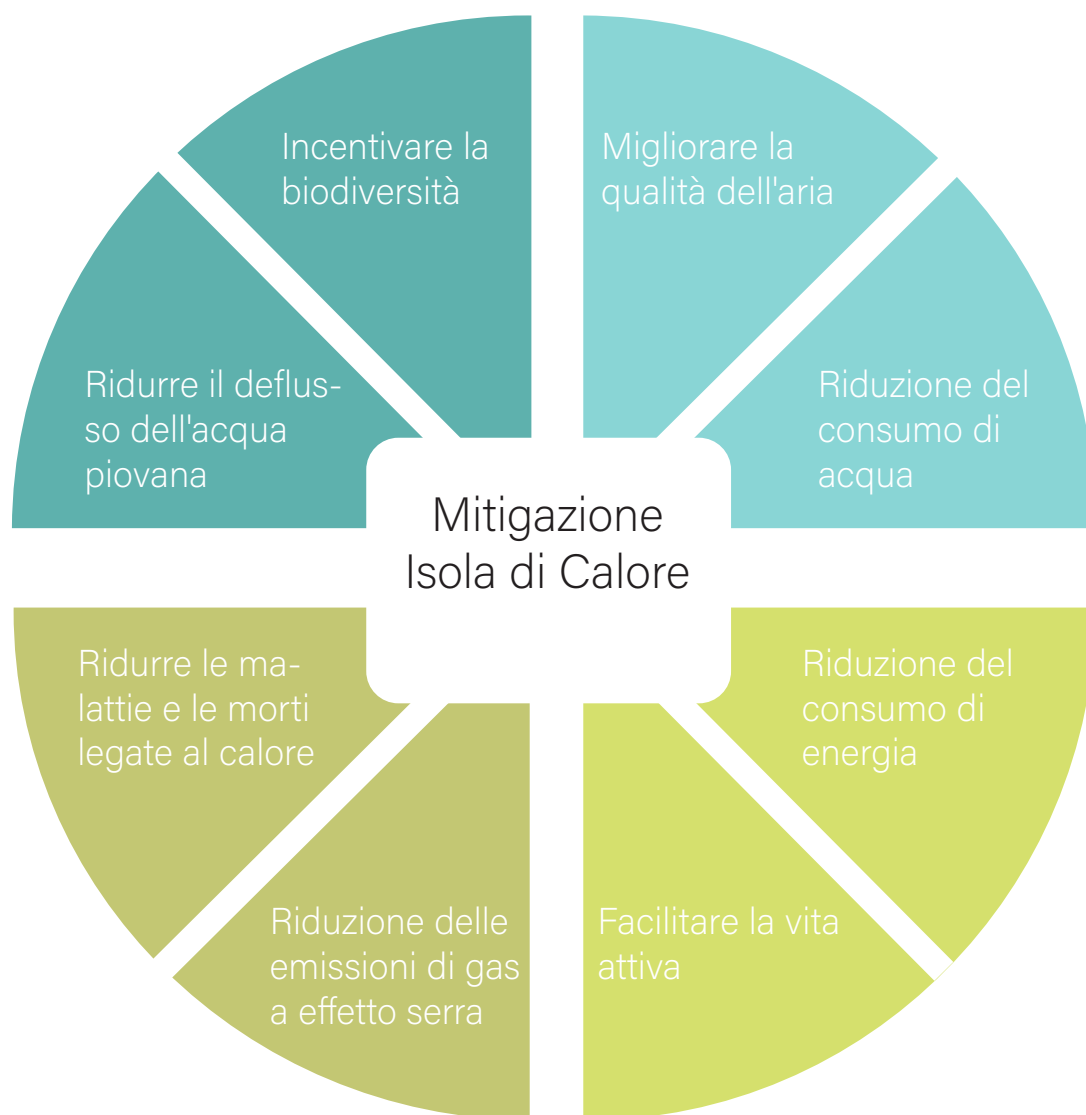 Incentivare la
biodiversità
Migliorare la
qualità dell'aria
Ridurre il deflus-
so dell'acqua
piovana
Riduzione del
consumo di
acqua
Mitigazione
Isola di Calore
Ridurre le ma-
lattie e le morti
legate al calore
Riduzione del
consumo di
energia
Riduzione delle
emissioni di gas
a effetto serra
Facilitare la vita
attiva